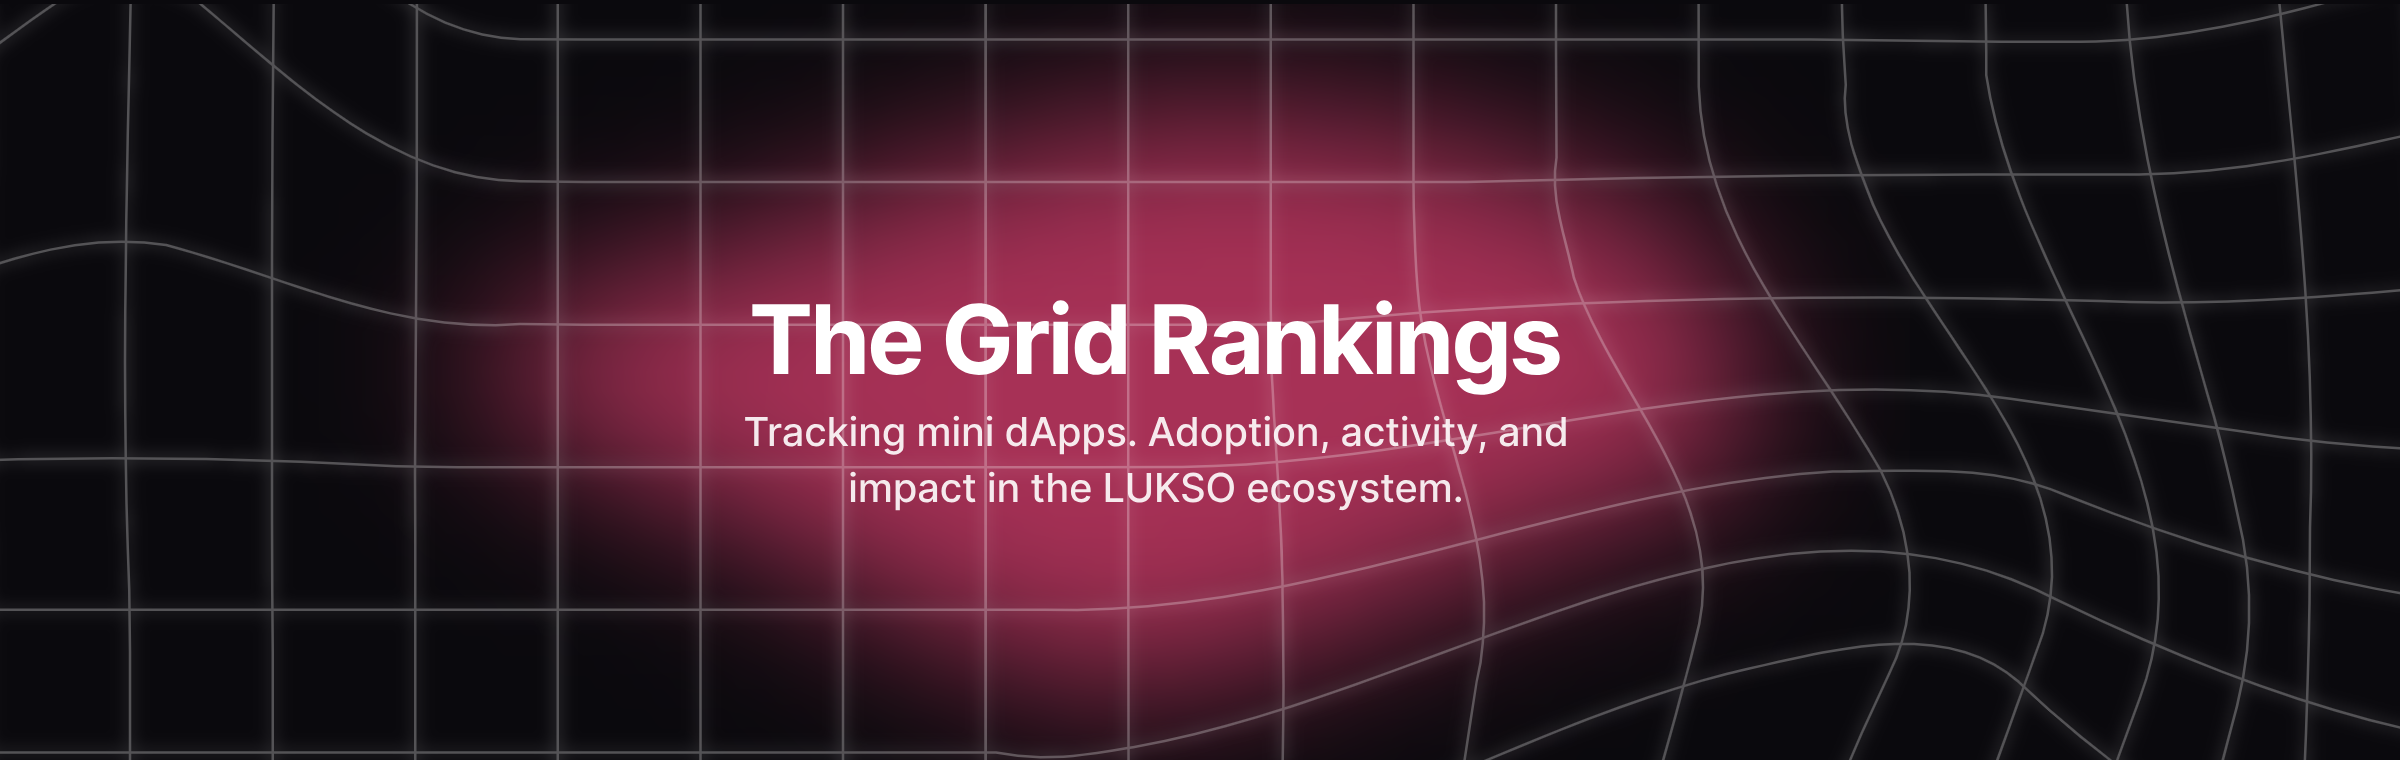 The Grid Rankings
Tracking mini dApps. Adoption, activity, and
impact in the LUKSO ecosystem.